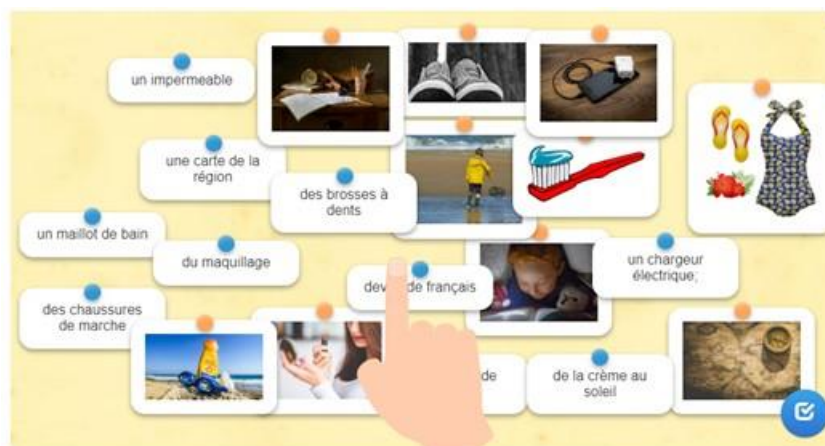 un impermeable
une carte de la
région
des brosses à
dents
un maillot de bain
du maquillage
de français
un chargeur
électrique;
des chaussures
de marche
de
de la crème au
soleil